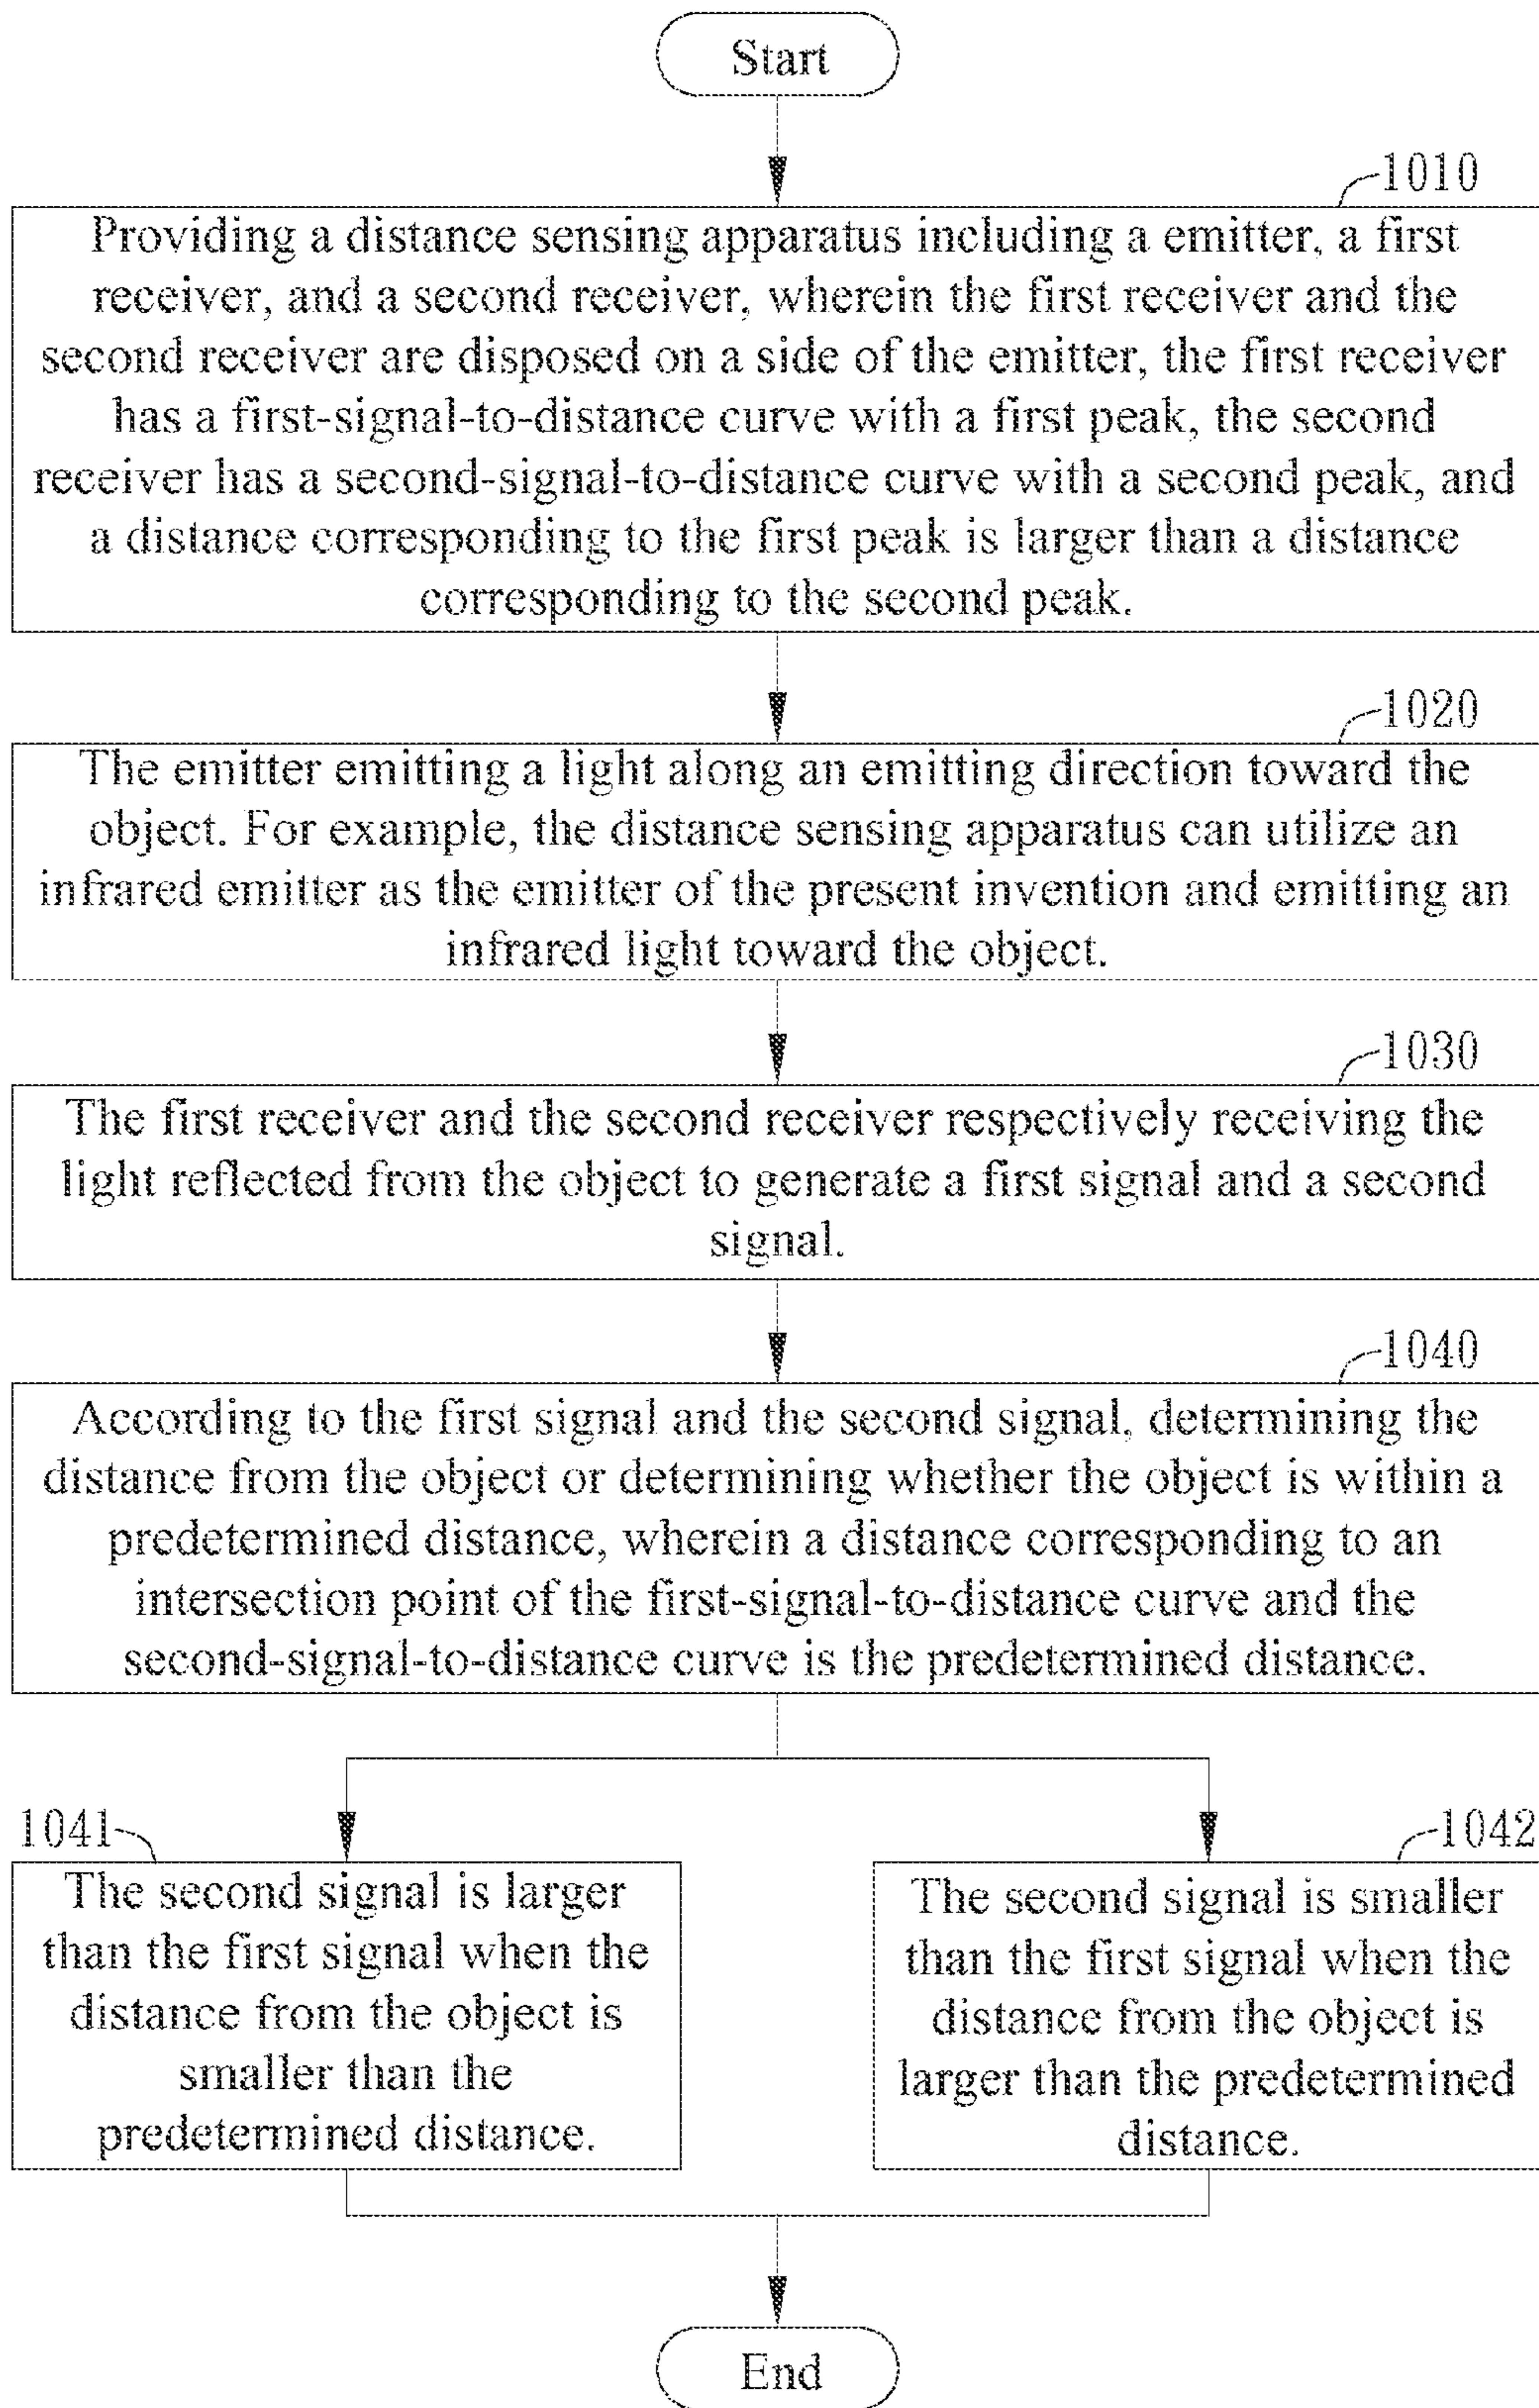 Start
1010
Providing a distance sensing apparatus including a emitter, a first
receiver, and a second receiver, wherein the first receiver and the
second receiver are disposed on a side of the emitter, the first receiver
has a first-signal-to-distance curve with a first peak, the second
receiver has a second-signal-to-distance curve with a second peak, and
a distance corresponding to the first peak is larger than a distance
corresponding to the second peak.
1020
The emitter emitting a light along an emitting direction toward the
object. For example, the distance sensing apparatus can utilize an
infrared emitter as the emitter of the present invention and emitting an
infrared light toward the object.
1030
The first receiver and the second receiver respectively receiving the
light reflected from the object to generate a first signal and a second
signal.
1040
According to the first signal and the second signal, determining the
distance from the object or determining whether the object is within a
predetermined distance, wherein a distance corresponding to an
intersection point of the first-signal-to-distance curve and the
second-signal-to-distance curve is the predetermined distance.
1041
The second signal is larger
than the first signal when the
distance from the object is
smaller than the
predetermined distance.
1042
The second signal is smaller
than the first signal when the
distance from the object is
larger than the predetermined
distance.
End